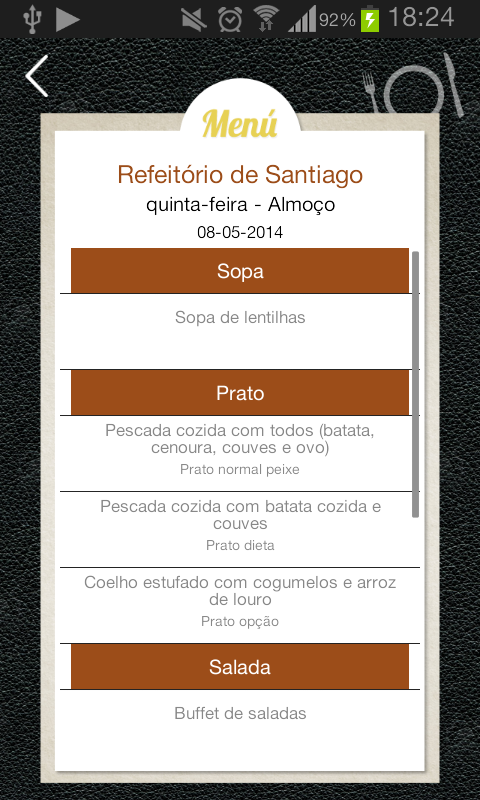 92% 18:24
Menú
Refeitório de Santiago
quinta-feira - Almoço
08-05-2014
Sopa
Sopa de lentilhas
Prato
Pescada cozida com todos (batata,
cenoura, couves e ovo)
Prato normal peixe
Pescada cozida com batata cozida e
couves
Prato dieta
Coelho estufado com cogumelos e arroz
de louro
Prato opção
Salada
Buffet de saladas